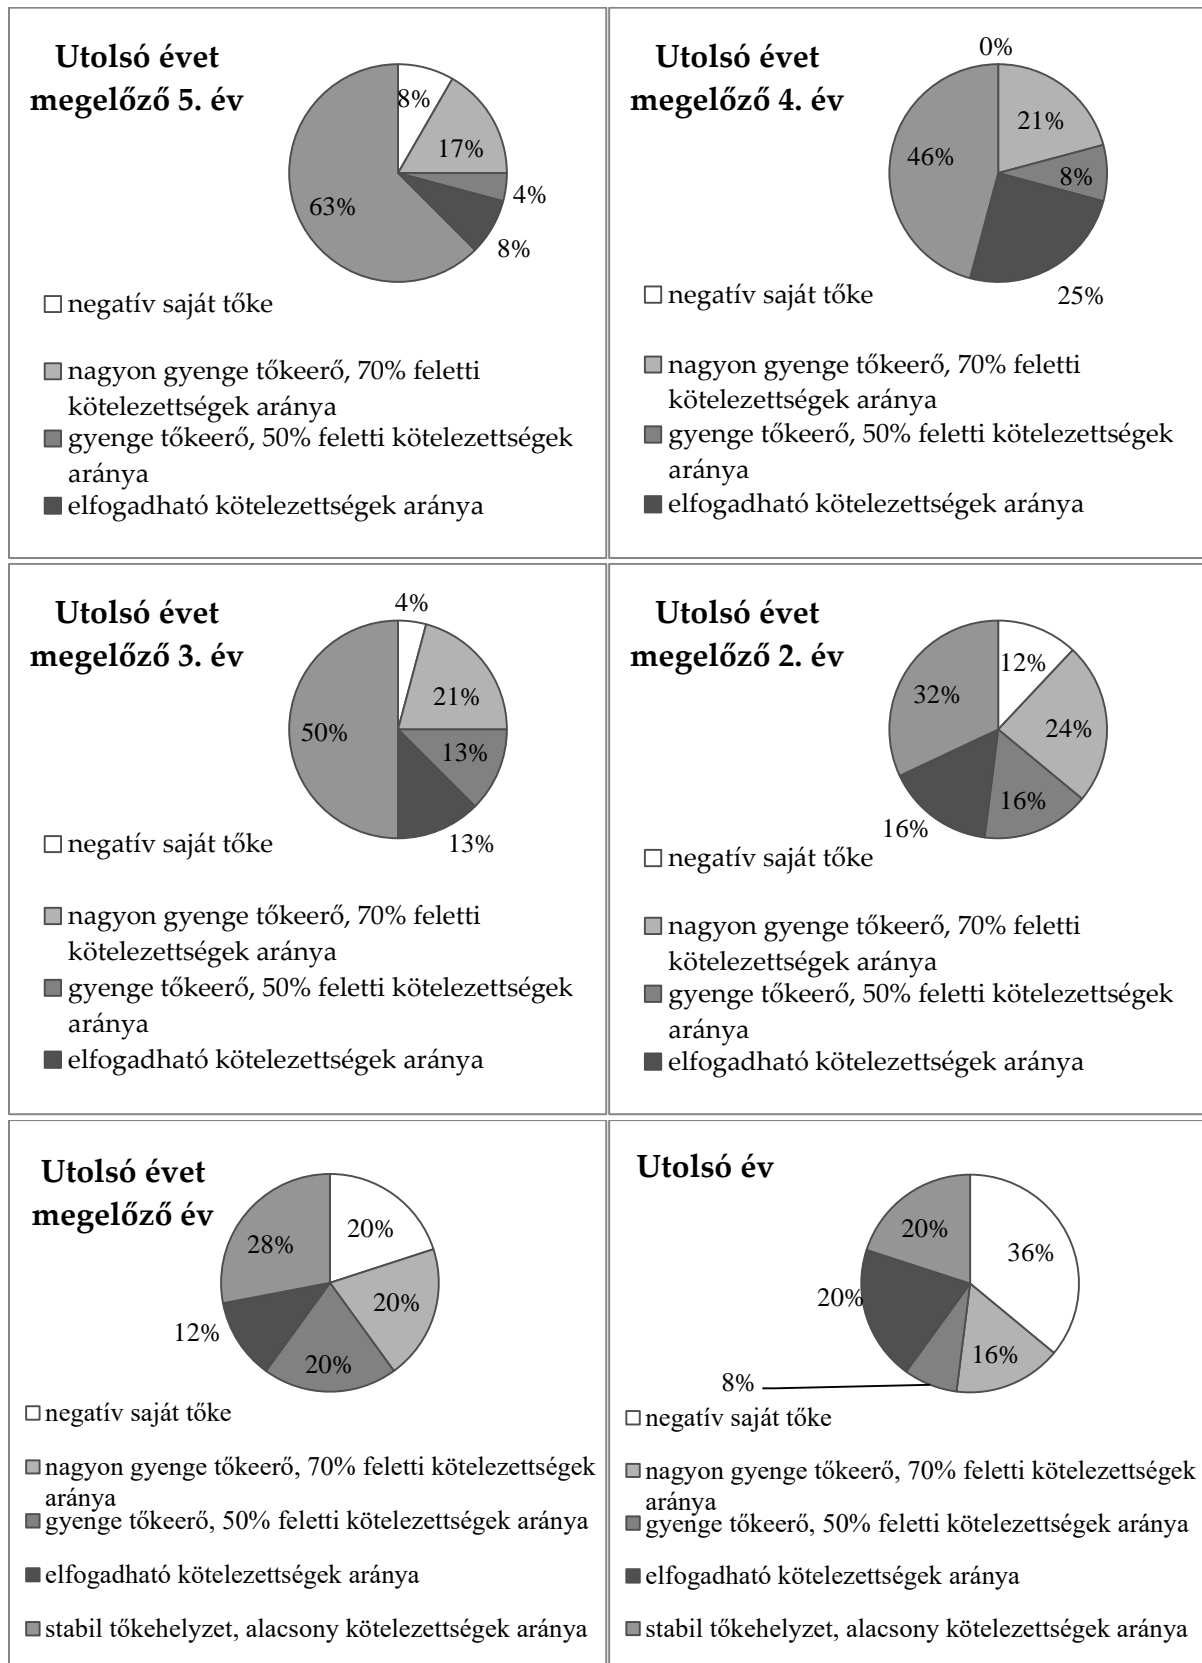 Utolsó évet
megelőző 5. év
8%
17%
4%
8%
63%
negatív saját tőke
nagyon gyenge tőkeerő, 70% feletti
kötelezettségek aránya
gyenge tőkeerő, 50% feletti kötelezettségek
aránya
elfogadható kötelezettségek aránya
Utolsó évet
megelőző 4. év
0%
21%
8%
25%
46%
negatív saját tőke
nagyon gyenge tőkeerő, 70% feletti
kötelezettségek aránya
gyenge tőkeerő, 50% feletti kötelezettségek
aránya
elfogadható kötelezettségek aránya
Utolsó évet
megelőző 3. év
4%
21%
13%
13%
50%
negatív saját tőke
nagyon gyenge tőkeerő, 70% feletti
kötelezettségek aránya
gyenge tőkeerő, 50% feletti kötelezettségek
aránya
elfogadható kötelezettségek aránya
Utolsó évet
megelőző 2. év
12%
24%
16%
16%
32%
negatív saját tőke
nagyon gyenge tőkeerő, 70% feletti
kötelezettségek aránya
gyenge tőkeerő, 50% feletti kötelezettségek
aránya
elfogadható kötelezettségek aránya
Utolsó évet
megelőző év
20%
20%
20%
12%
28%
negatív saját tőke
nagyon gyenge tőkeerő, 70% feletti kötelezettségek
aránya
gyenge tőkeerő, 50% feletti kötelezettségek aránya
elfogadható kötelezettségek aránya
stabil tőkehelyzet, alacsony kötelezettségek aránya
Utolsó év
36%
16%
8%
20%
20%
negatív saját tőke
nagyon gyenge tőkeerő, 70% feletti kötelezettségek
aránya
gyenge tőkeerő, 50% feletti kötelezettségek aránya
elfogadható kötelezettségek aránya
stabil tőkehelyzet, alacsony kötelezettségek aránya